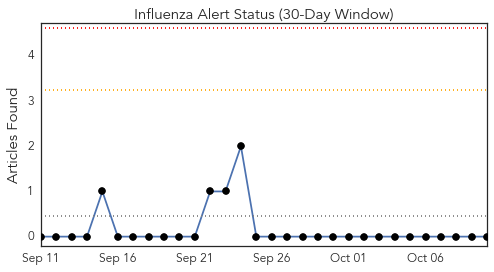 Influenza Alert Status (30-Day Window)
Articles Found
4
3
2
1
0
Sep 11 Sep 16 Sep 21 Sep 26 Oct 01 Oct 06